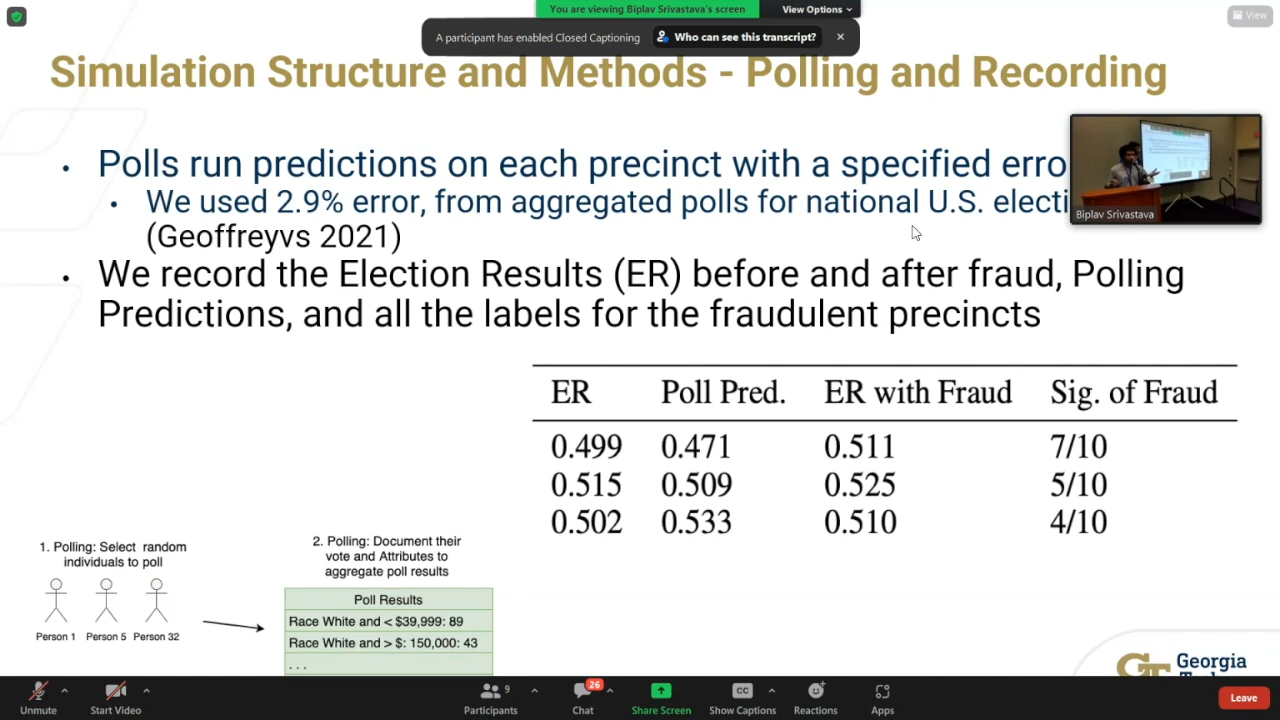 You are viewing Biplav Srivastava's screen
View Options
View
A participant has enabled Closed Captioning
Who can see this transcript?
Simulation Structure and Methods - Polling and Recording
• Polls run predictions on each precinct with a specified erro
• We used 2.9% error, from aggregated polls for national U.S. electi
(Geoffreyvs 2021)
Biplav Srivastava
• We record the Election Results (ER) before and after fraud, Polling
Predictions, and all the labels for the fraudulent precincts
ER Poll Pred. ER with Fraud Sig. of Fraud
0.499 0.471 0.511 7/10
0.515 0.509 0.525 5/10
0.502 0.533 0.510 4/10
1. Polling: Select random
individuals to poll
Person 1 Person 5 Person 32
2. Polling: Document their
vote and Attributes to
aggregate poll results
Poll Results
Race White and < $39,999: 89
Race White and > $: 150,000: 43
. . .
GT Georgia
Unmute
Start Video
Participants 9
Chat 26
Share Screen
CC Show Captions
Reactions
Apps
Leave